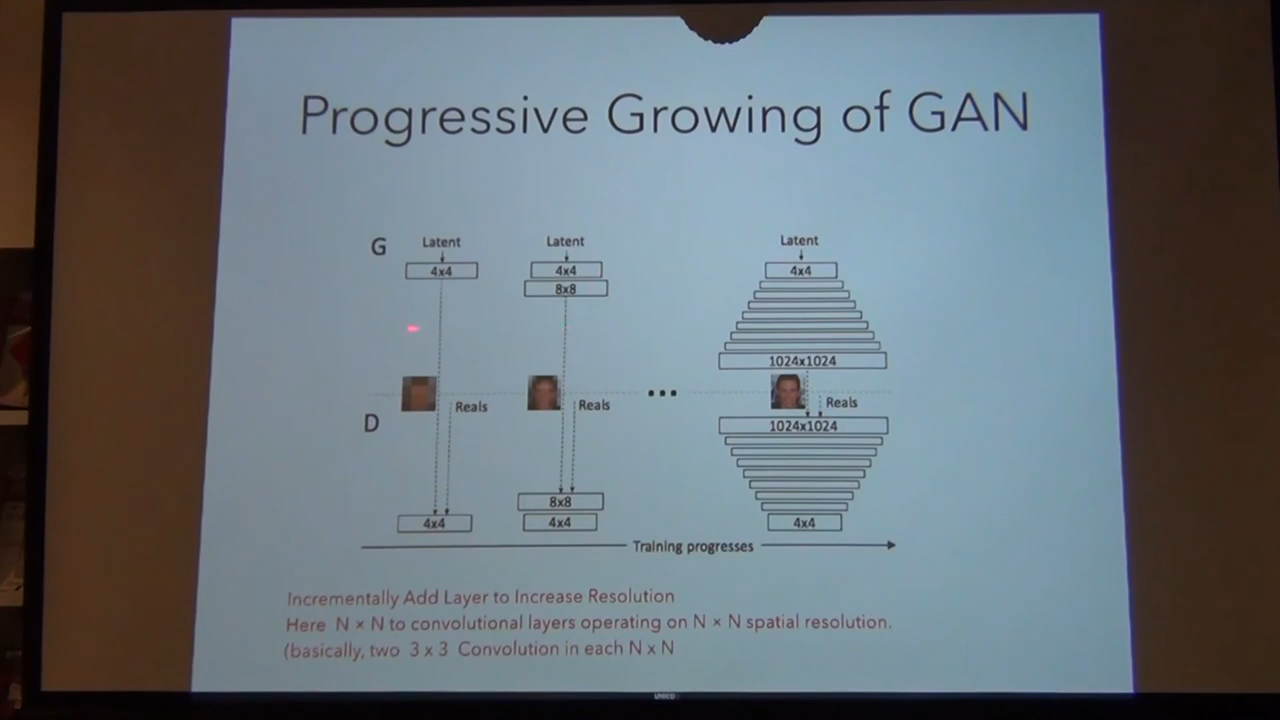 Progressive Growing of GAN
G
Latent
Latent
Latent
4x4
4x4
4x4
8x8
1024x1024
Reals
Reals
Reals
D
1024x1024
8x8
4x4
4x4
4x4
Training progresses
Incrementally Add Layer to Increase Resolution
Here N × N to convolutional layers operating on N × N spatial resolution.
(basically, two 3 x 3 Convolution in each N x N